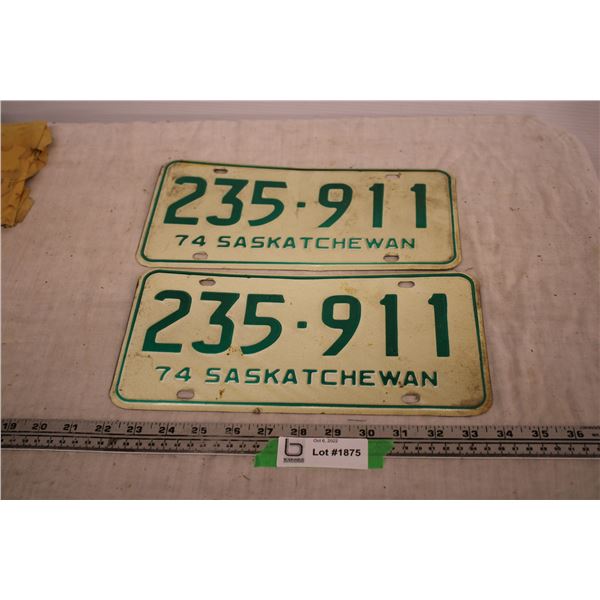 235·911
74 SASKATCHEWAN
235·911
74 SASKATCHEWAN
19 20 21 22 23 24 25 26 27 28 29 30 31 32 33 34 35 36
Oct 6, 2022
b
Lot #1875